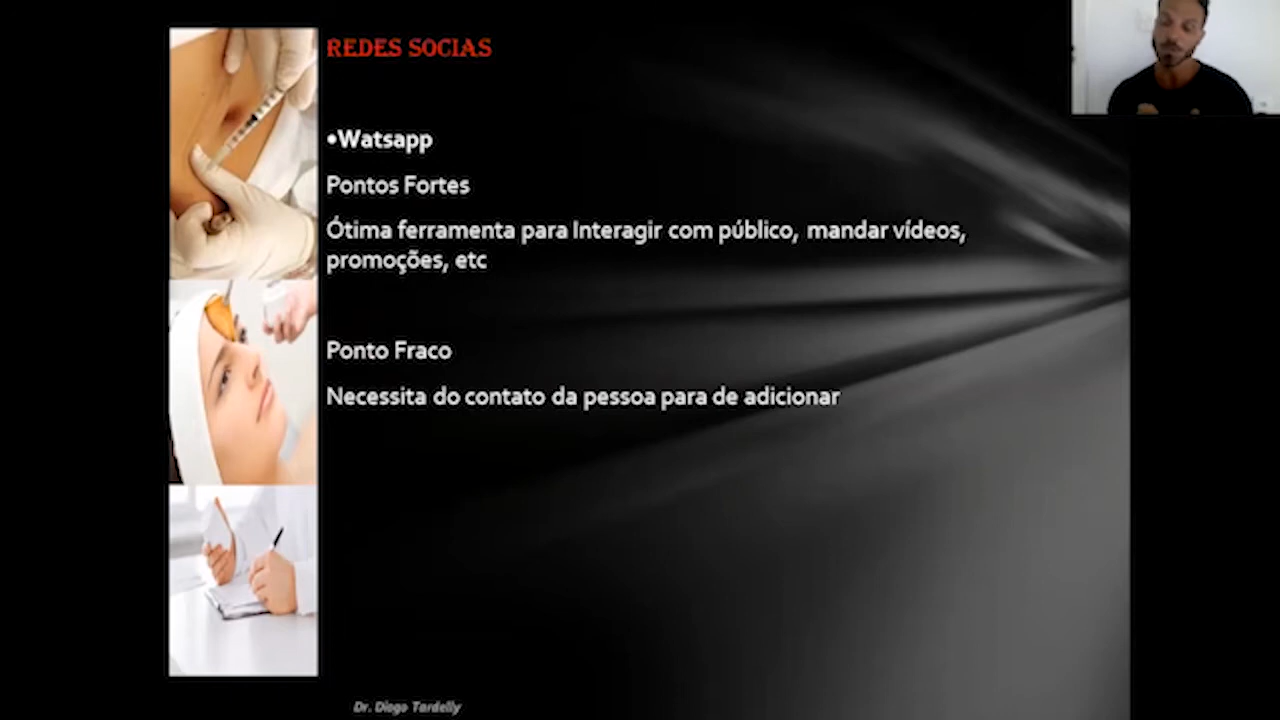 REDES SOCIAS
•Watsapp
Pontos Fortes
Ótima ferramenta para Interagir com público, mandar vídeos,
promoções, etc
Ponto Fraco
Necessita do contato da pessoa para de adicionar
Dr. Diogo Tardelly